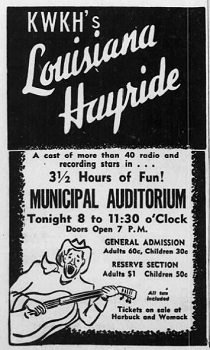 KWKH's
Louisiana
Hayride
A cast of more than 40 radio and
recording stars in . . .
3½ Hours of Fun!
MUNICIPAL AUDITORIUM
Tonight 8 to 11:30 o'Clock
Doors Open 7 P.M.
GENERAL ADMISSION
Adults 60c, Children 30c
RESERVE SECTION
Adults $1 Children 50c
All tax
included
Tickets on sale at
Harbuck and Womack